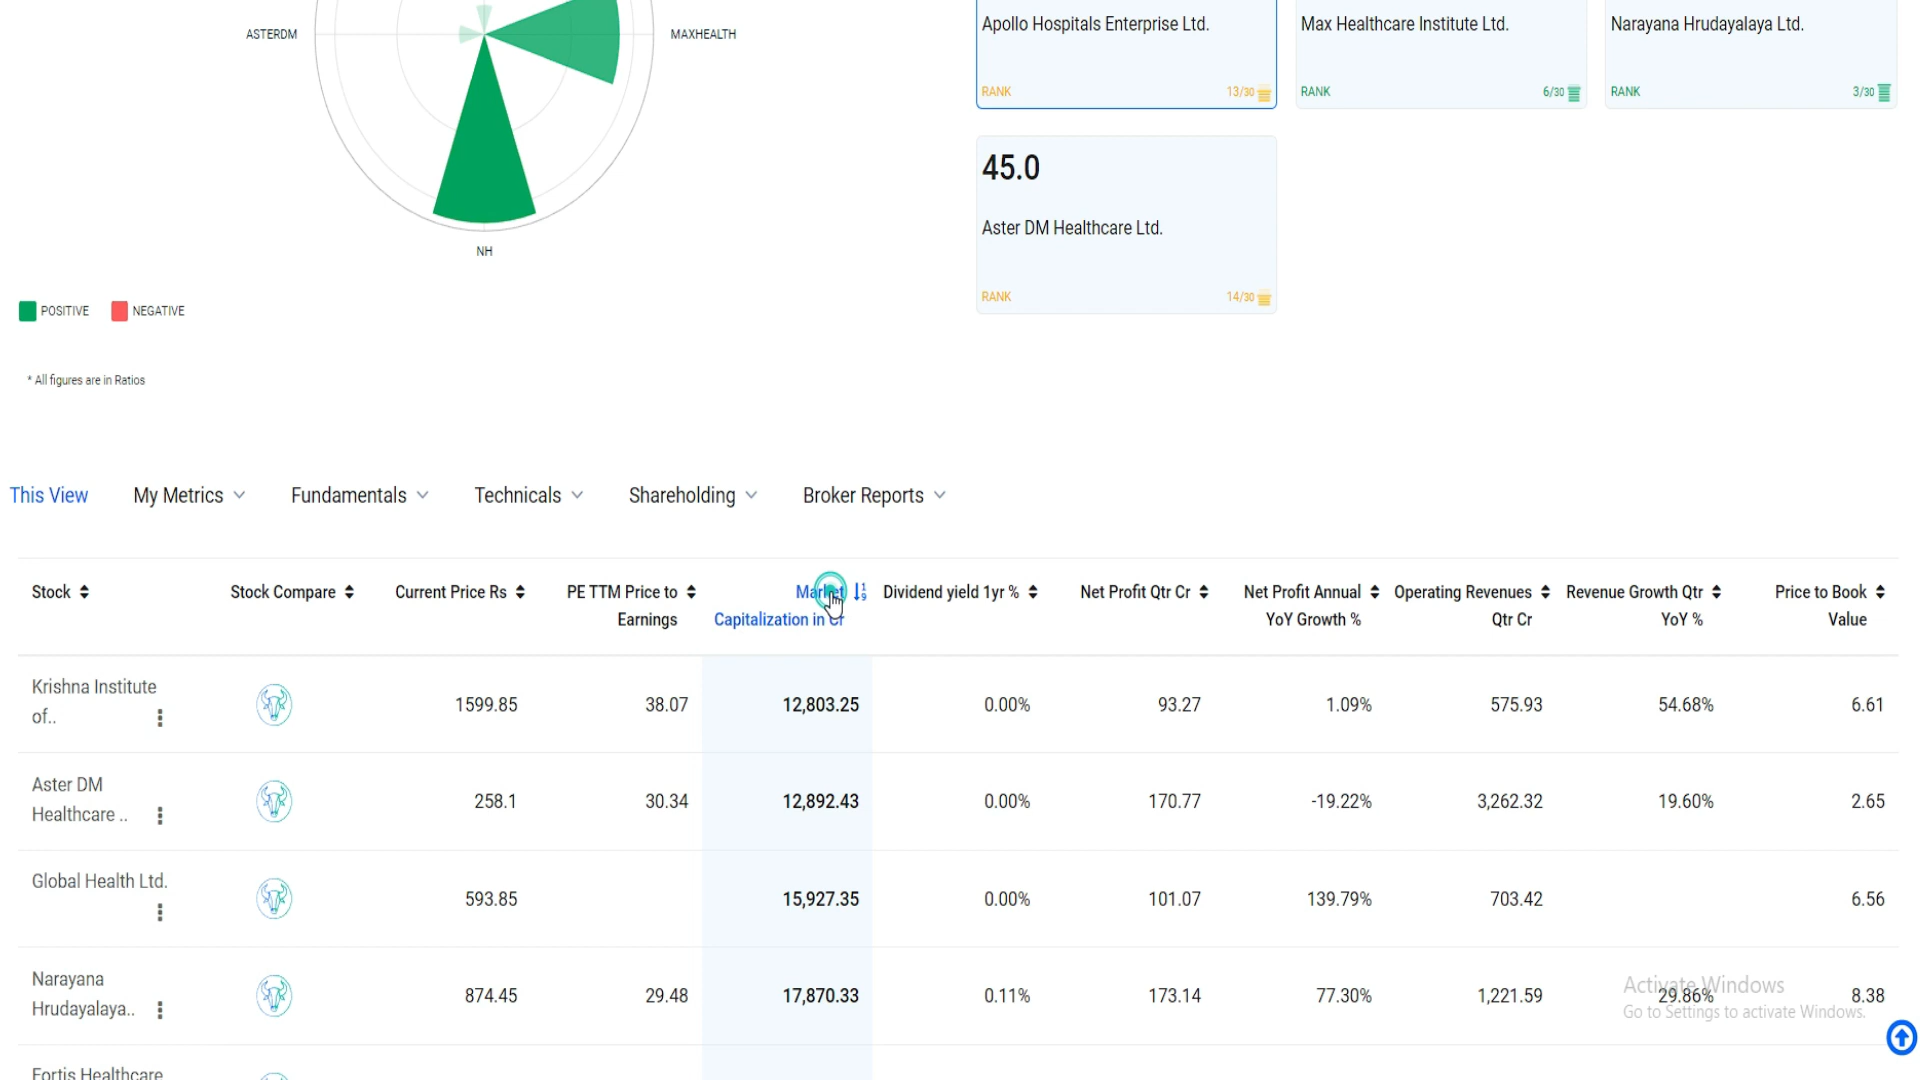 ASTERDM
MAXHEALTH
NH
POSITIVE NEGATIVE
* All figures are in Ratios
Apollo Hospitals Enterprise Ltd.
RANK 13/30
Max Healthcare Institute Ltd.
RANK 6/30
Narayana Hrudayalaya Ltd.
RANK 3/30
45.0
Aster DM Healthcare Ltd.
RANK 14/30
This View My Metrics Fundamentals Technicals Shareholding Broker Reports
Stock Stock Compare Current Price Rs PE TTM Price to Market Dividend yield 1yr % Net Profit Qtr Cr Net Profit Annual Operating Revenues Revenue Growth Qtr Price to Book
Earnings Capitalization in Cr YoY Growth % Qtr Cr YoY % Value
Krishna Institute
of.. 1599.85 38.07 12,803.25 0.00% 93.27 1.09% 575.93 54.68% 6.61
Aster DM
Healthcare .. 258.1 30.34 12,892.43 0.00% 170.77 -19.22% 3,262.32 19.60% 2.65
Global Health Ltd. 593.85 15,927.35 0.00% 101.07 139.79% 703.42 6.56
Narayana
Hrudayalaya.. 874.45 29.48 17,870.33 0.11% 173.14 77.30% 1,221.59 29.86% 8.38
Activate Windows
Go to Settings to activate Windows.
Fortis Healthcare